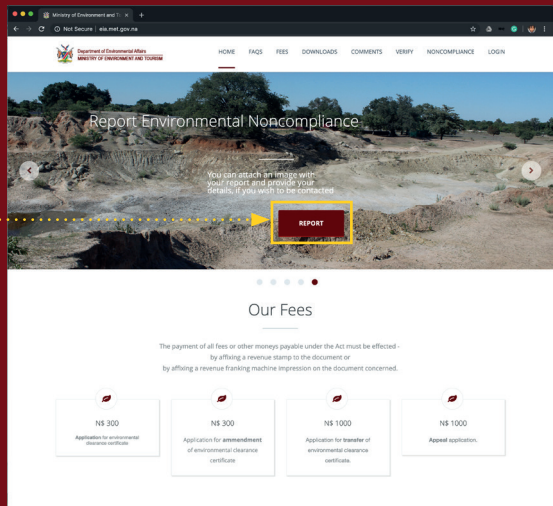 Ministry of Environment and To
Not Secure | eia.met.gov.na
Department of Environmental Affairs
MINISTRY OF ENVIRONMENT AND TOURISM
HOME FAQS FEES DOWNLOADS COMMENTS VERIFY NONCOMPLIANCE LOGIN
Report Environmental Noncompliance
You can attach an image with
your report and provide your
details, if you wish to be contacted
REPORT
Our Fees
The payment of all fees or other moneys payable under the Act must be effected -
by affixing a revenue stamp to the document or
by affixing a revenue franking machine impression on the document concerned.
N$ 300
Application for environmental
clearance certificate
N$ 300
Application for ammendment
of environmental clearance
certificate
N$ 1000
Application for transfer of
environmental clearance
certificate.
N$ 1000
Appeal application.